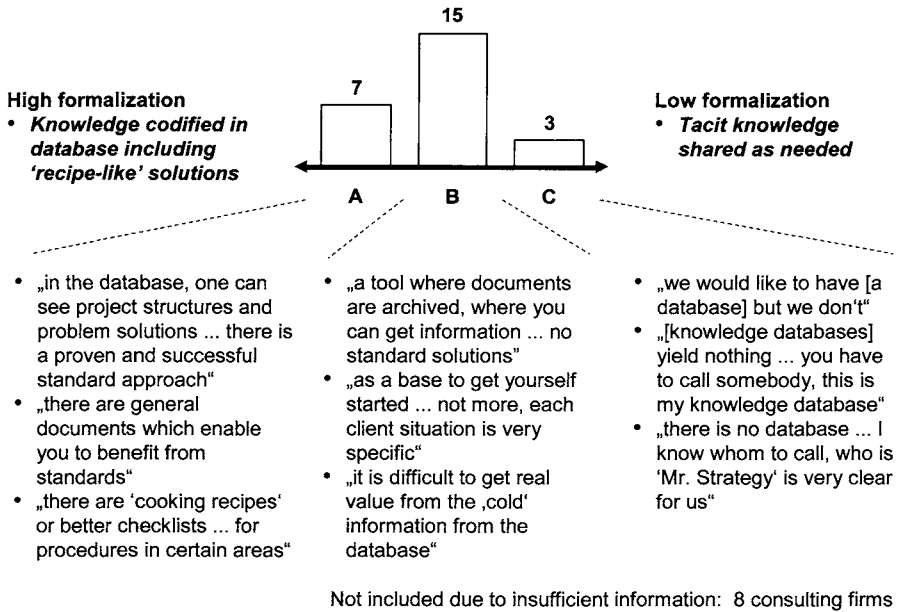 15
7
3
High formalization
• Knowledge codified in
database including
‘recipe-like’ solutions
Low formalization
• Tacit knowledge
shared as needed
A
B
C
• „in the database, one can
see project structures and
problem solutions ... there is
a proven and successful
standard approach“
• „there are general
documents which enable
you to benefit from
standards“
• „there are ‘cooking recipes‘
or better checklists ... for
procedures in certain areas“
• „a tool where documents
are archived, where you
can get information ... no
standard solutions”
• „as a base to get yourself
started ... not more, each
client situation is very
specific“
• „it is difficult to get real
value from the ‚cold‘
information from the
database“
• „we would like to have [a
database] but we don‘t“
• „[knowledge databases]
yield nothing ... you have
to call somebody, this is
my knowledge database“
• „there is no database ... I
know whom to call, who is
‘Mr. Strategy‘ is very clear
for us“
Not included due to insufficient information: 8 consulting firms